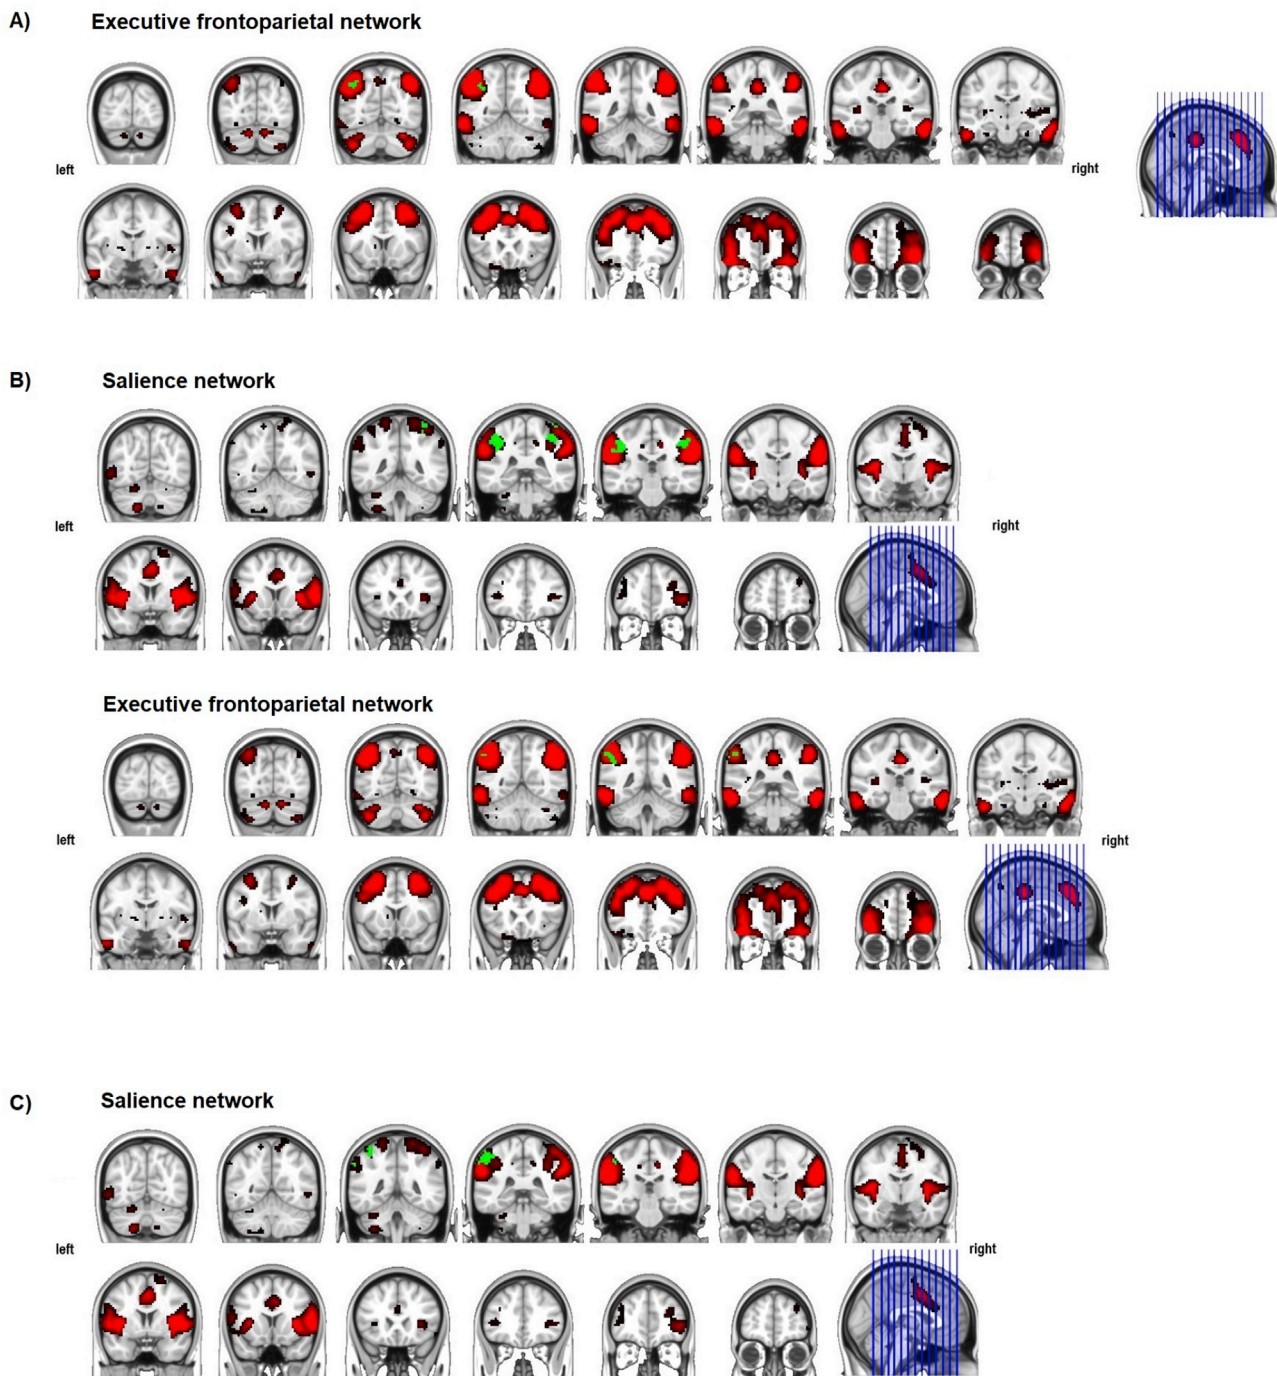 A) Executive frontoparietal network
left right
B) Salience network
left right
Executive frontoparietal network
left right
C) Salience network
left right